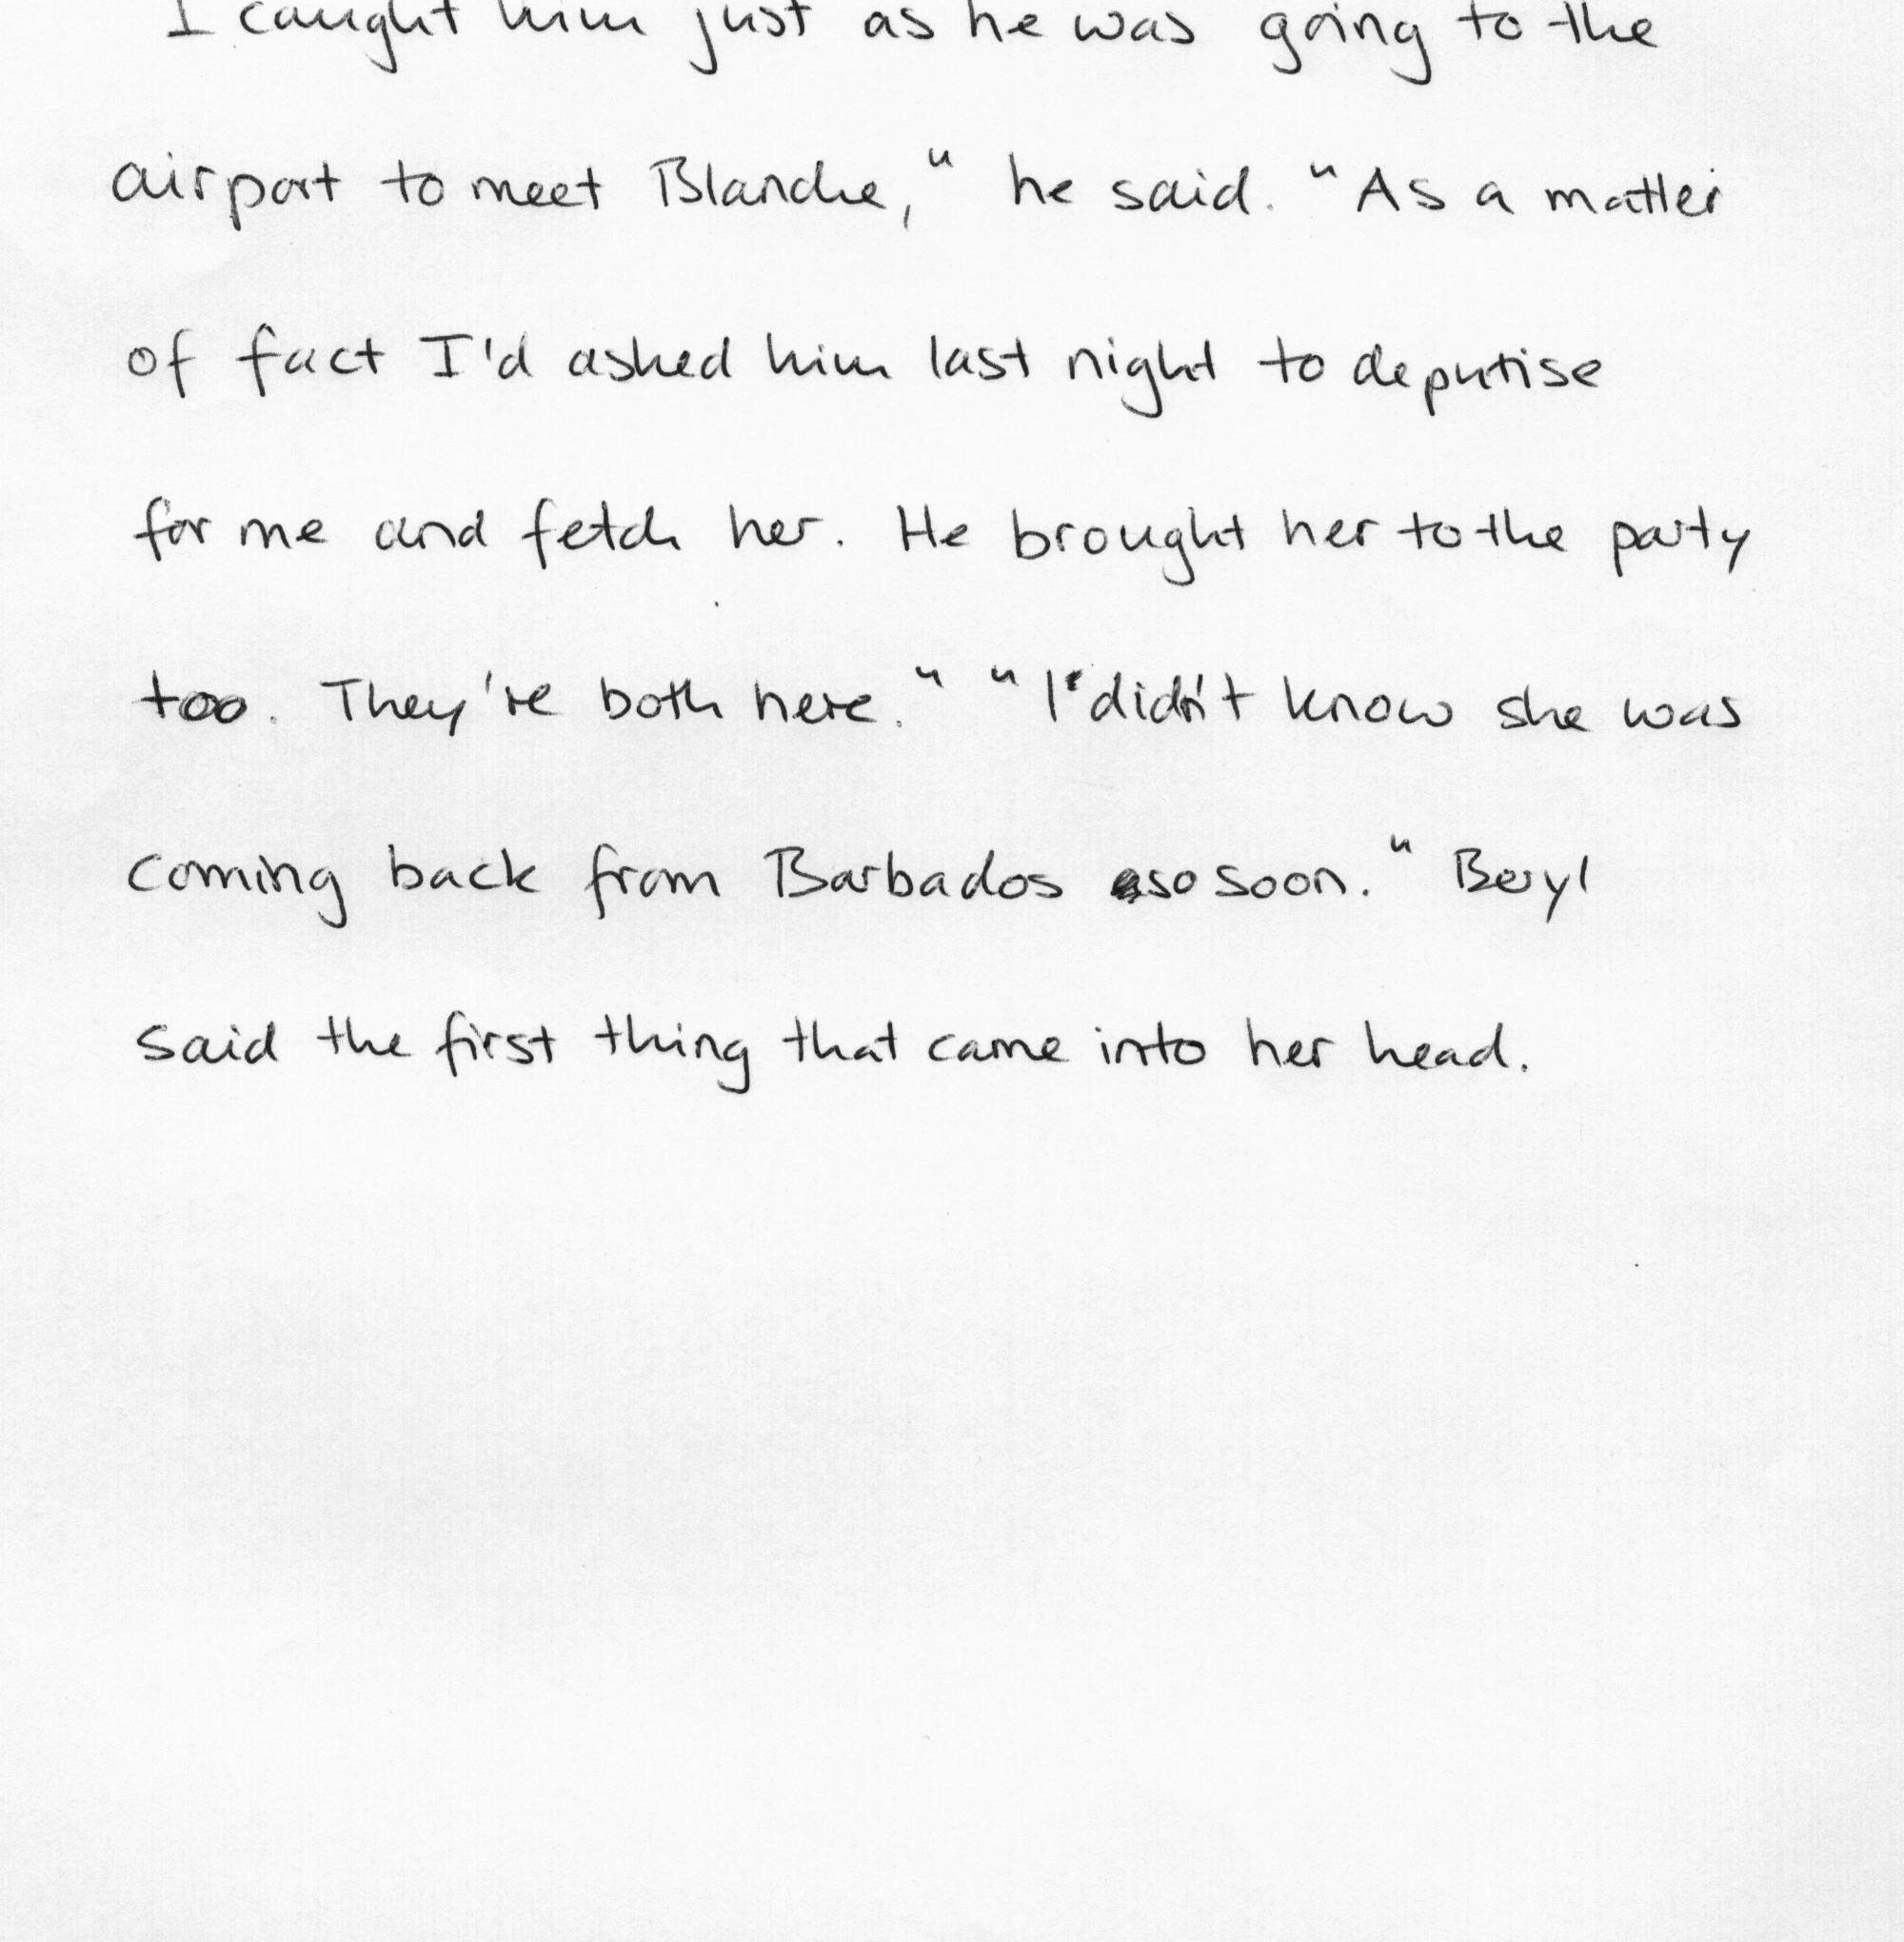 I caught him just as he was going to the
airport to meet Blanche," he said. "As a matter
of fact I'd asked him last night to deputise
for me and fetch her. He brought her to the party
too. They're both here." "I didn't know she was
coming back from Barbados so soon." Beryl
said the first thing that came into her head.